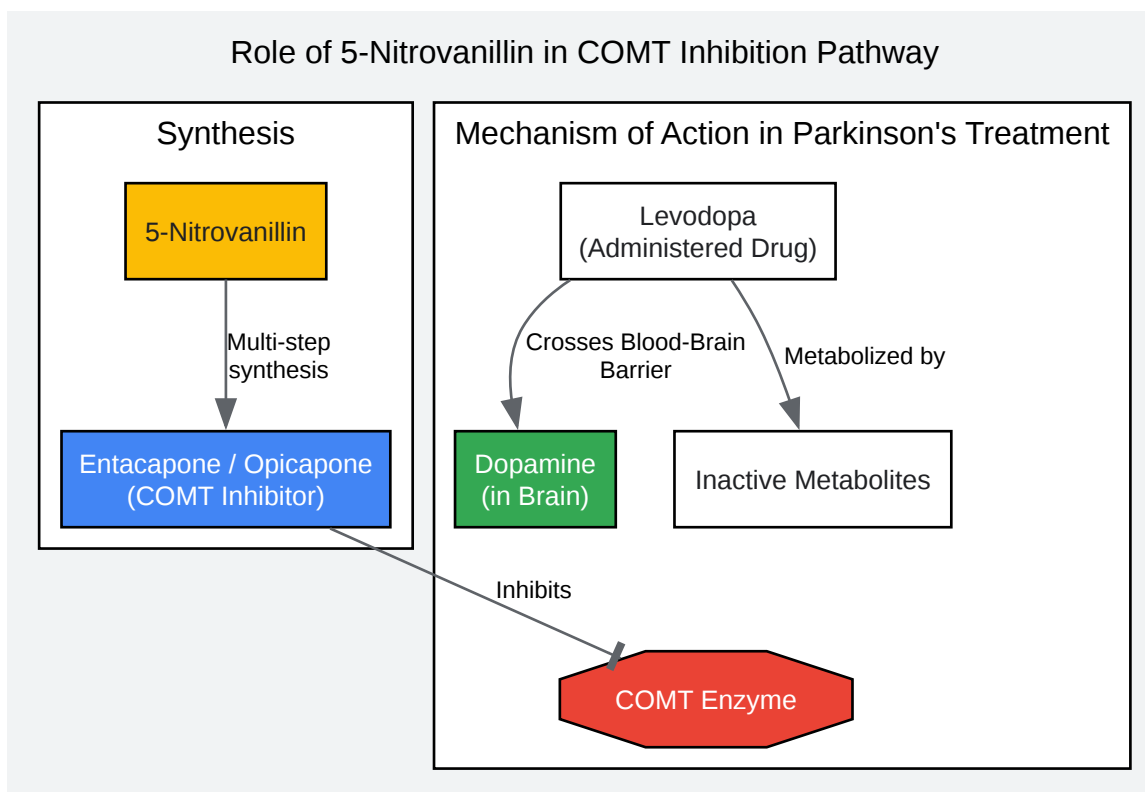 Role of 5-Nitrovanillin in COMT Inhibition Pathway
Synthesis
5-Nitrovanillin
Multi-step
synthesis
Entacapone / Opicapone
(COMT Inhibitor)
Mechanism of Action in Parkinson's Treatment
Levodopa
(Administered Drug)
Crosses Blood-Brain
Barrier
Metabolized by
Dopamine
(in Brain)
Inactive Metabolites
Inhibits
COMT Enzyme